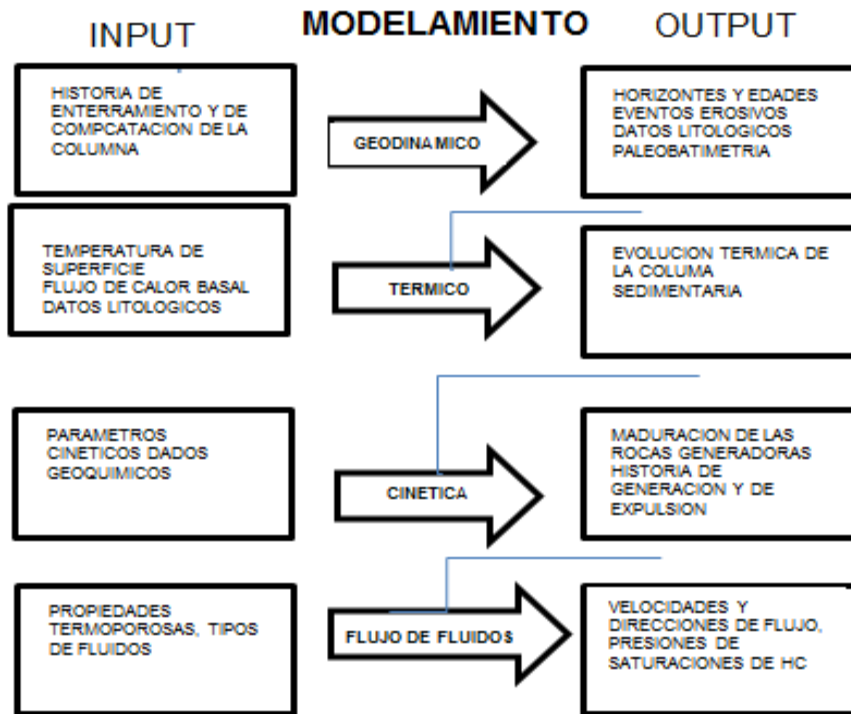 INPUT
MODELAMIENTO
OUTPUT
HISTORIA DE
ENTERRAMIENTO Y DE
COMPCATACION DE LA
COLUMNA
GEODINAMICO
HORIZONTES Y EDADES
EVENTOS EROSIVOS
DATOS LITOLOGICOS
PALEOBATIMETRIA
TEMPERATURA DE
SUPERFICIE
FLUJO DE CALOR BASAL
DATOS LITOLOGICOS
TERMICO
EVOLUCION TERMICA DE
LA COLUMA
SEDIMENTARIA
PARAMETROS
CINETICOS DADOS
GEOQUIMICOS
CINETICA
MADURACION DE LAS
ROCAS GENERADORAS
HISTORIA DE
GENERACION Y DE
EXPULSION
PROPIEDADES
TERMOPOROSAS, TIPOS
DE FLUIDOS
FLUJO DE FLUIDOS
VELOCIDADES Y
DIRECCIONES DE FLUJO,
PRESIONES DE
SATURACIONES DE HC